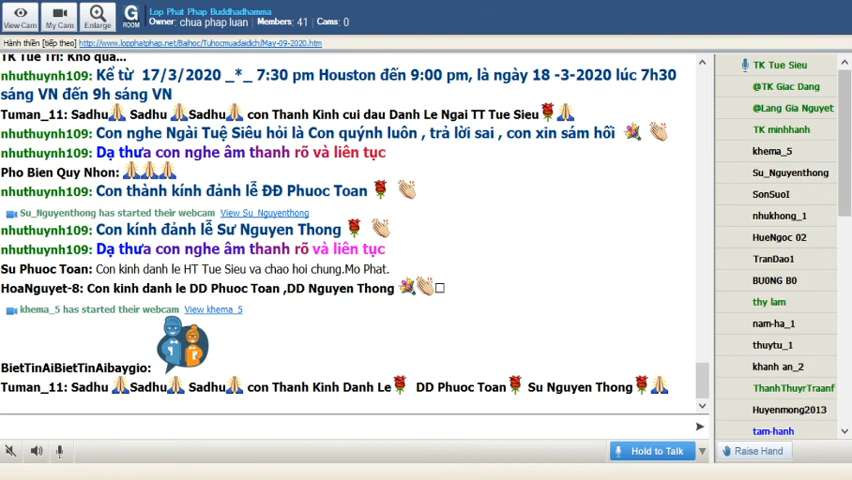 View Cam
My Cam
Enlarge
G
ROOM
Lop Phat Phap Buddhadhamma
Owner: chua phap luan Members: 41 Cams: 0
Hành thiền [tiếp theo] http://www.lopphatphap.net/Baihoc/Tuhocmuadaidich/May-09-2020.htm
TK Tue Tri: Kho qua...
nhuthuynh109: Kể từ 17/3/2020 _*_ 7:30 pm Houston đến 9:00 pm, là ngày 18 -3-2020 lúc 7h30
sáng VN đến 9h sáng VN
Tuman_11: Sadhu Sadhu Sadhu con Thanh Kinh cui dau Danh Le Ngai TT Tue Sieu
nhuthuynh109: Con nghe Ngài Tuệ Siêu hỏi là Con quýnh luôn , trả lời sai , con xin sám hối
nhuthuynh109: Dạ thưa con nghe âm thanh rõ và liên tục
Pho Bien Quy Nhon:
nhuthuynh109: Con thành kính đảnh lễ ĐĐ Phuoc Toan
Su_Nguyenthong has started their webcam View Su_Nguyenthong
nhuthuynh109: Con kính đảnh lễ Sư Nguyen Thong
nhuthuynh109: Dạ thưa con nghe âm thanh rõ và liên tục
Su Phuoc Toan: Con kinh danh le HT Tue Sieu va chao hoi chung.Mo Phat.
HoaNguyet-8: Con kinh danh le DD Phuoc Toan ,DD Nguyen Thong
khema_5 has started their webcam View khema_5
BietTinAiBietTinAibaygio:
Tuman_11: Sadhu Sadhu Sadhu con Thanh Kinh Danh Le DD Phuoc Toan Su Nguyen Thong
Hold to Talk
TK Tue Sieu
@TK Giac Dang
@Lang Gia Nguyet
TK minhhanh
khema_5
Su_Nguyenthong
SonSuoI
nhukhong_1
HueNgoc 02
TranDao1
BU0NG B0
thy lam
nam-ha_1
thuytu_1
khanh an_2
ThanhThuyrTraanf
Huyenmong2013
tam-hanh
Raise Hand